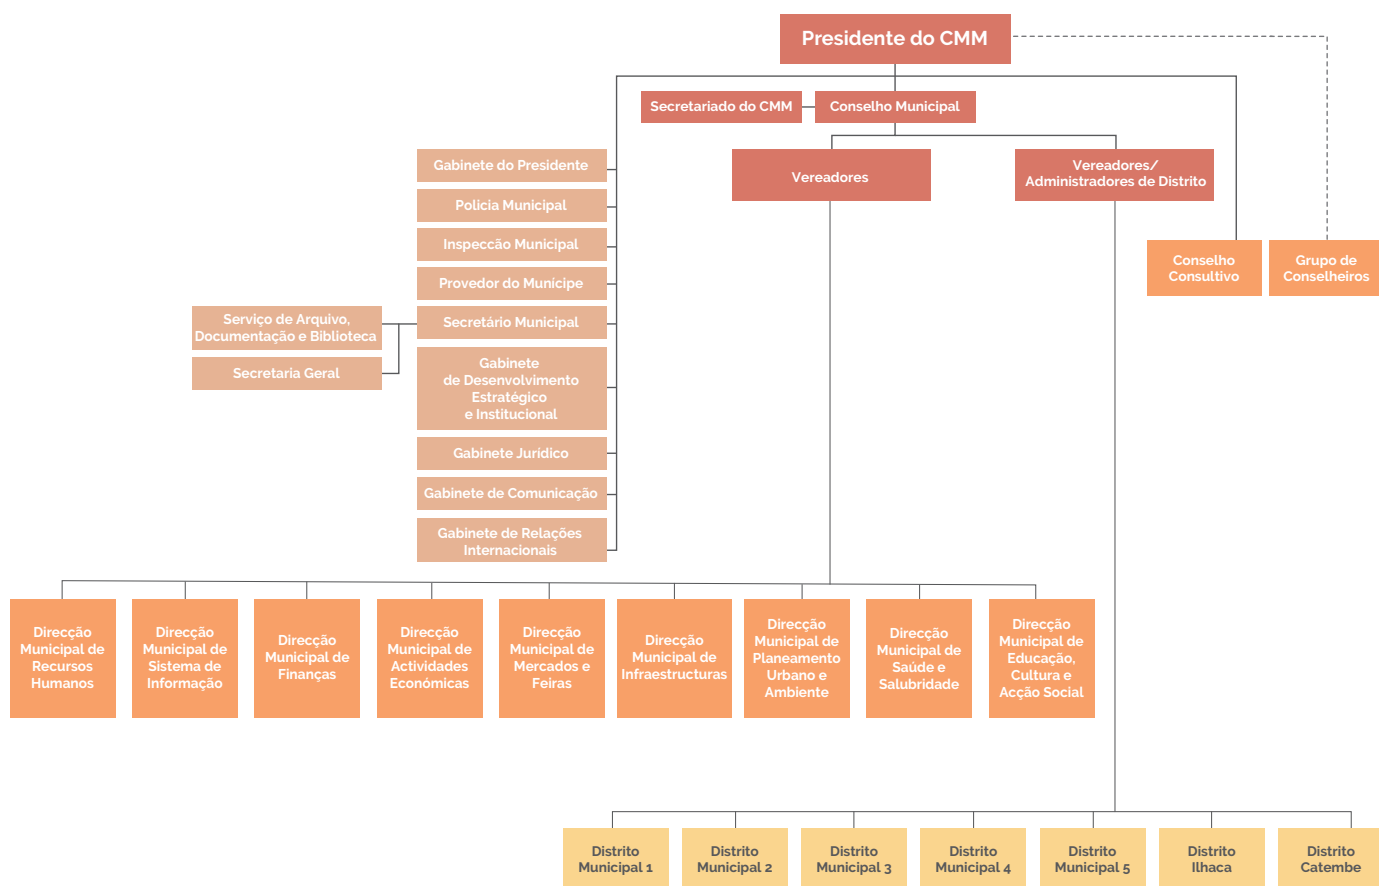 Presidente do CMM
Secretariado do CMM
Conselho Municipal
Vereadores
Vereadores/
Administradores de Distrito
Conselho
Consultivo
Grupo de
Conselheiros
Gabinete do Presidente
Policia Municipal
Inspecção Municipal
Provedor do Munícipe
Secretário Municipal
Serviço de Arquivo,
Documentação e Biblioteca
Secretaria Geral
Gabinete
de Desenvolvimento
Estratégico
e Institucional
Gabinete Jurídico
Gabinete de Comunicação
Gabinete de Relações
Internacionais
Direcção
Municipal de
Recursos
Humanos
Direcção
Municipal de
Sistema de
Informação
Direcção
Municipal de
Finanças
Direcção
Municipal de
Actividades
Económicas
Direcção
Municipal de
Mercados e
Feiras
Direcção
Municipal de
Infraestructuras
Direcção
Municipal de
Planeamento
Urbano e
Ambiente
Direcção
Municipal de
Saúde e
Salubridade
Direcção
Municipal de
Educação,
Cultura e
Acção Social
Distrito
Municipal 1
Distrito
Municipal 2
Distrito
Municipal 3
Distrito
Municipal 4
Distrito
Municipal 5
Distrito
Ilhaca
Distrito
Catembe